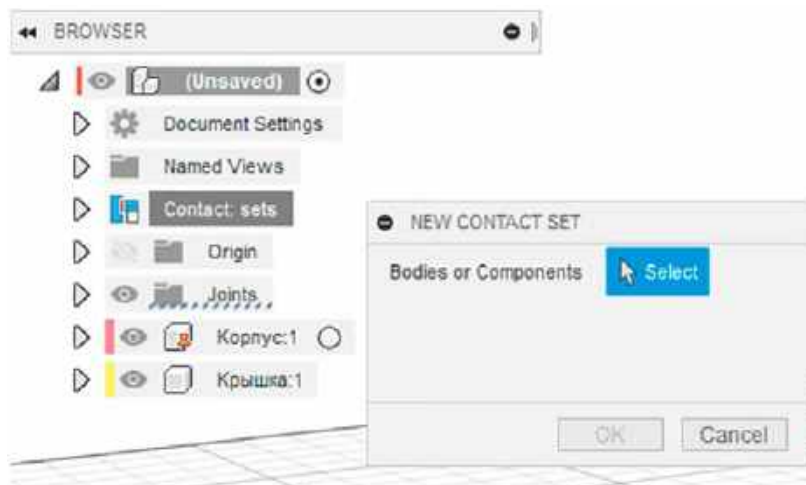 BROWSER
(Unsaved)
Document Settings
Named Views
Contact: sets
Origin
Joints
Корпус:1
Крышка:1
NEW CONTACT SET
Bodies or Components Select
OK Cancel